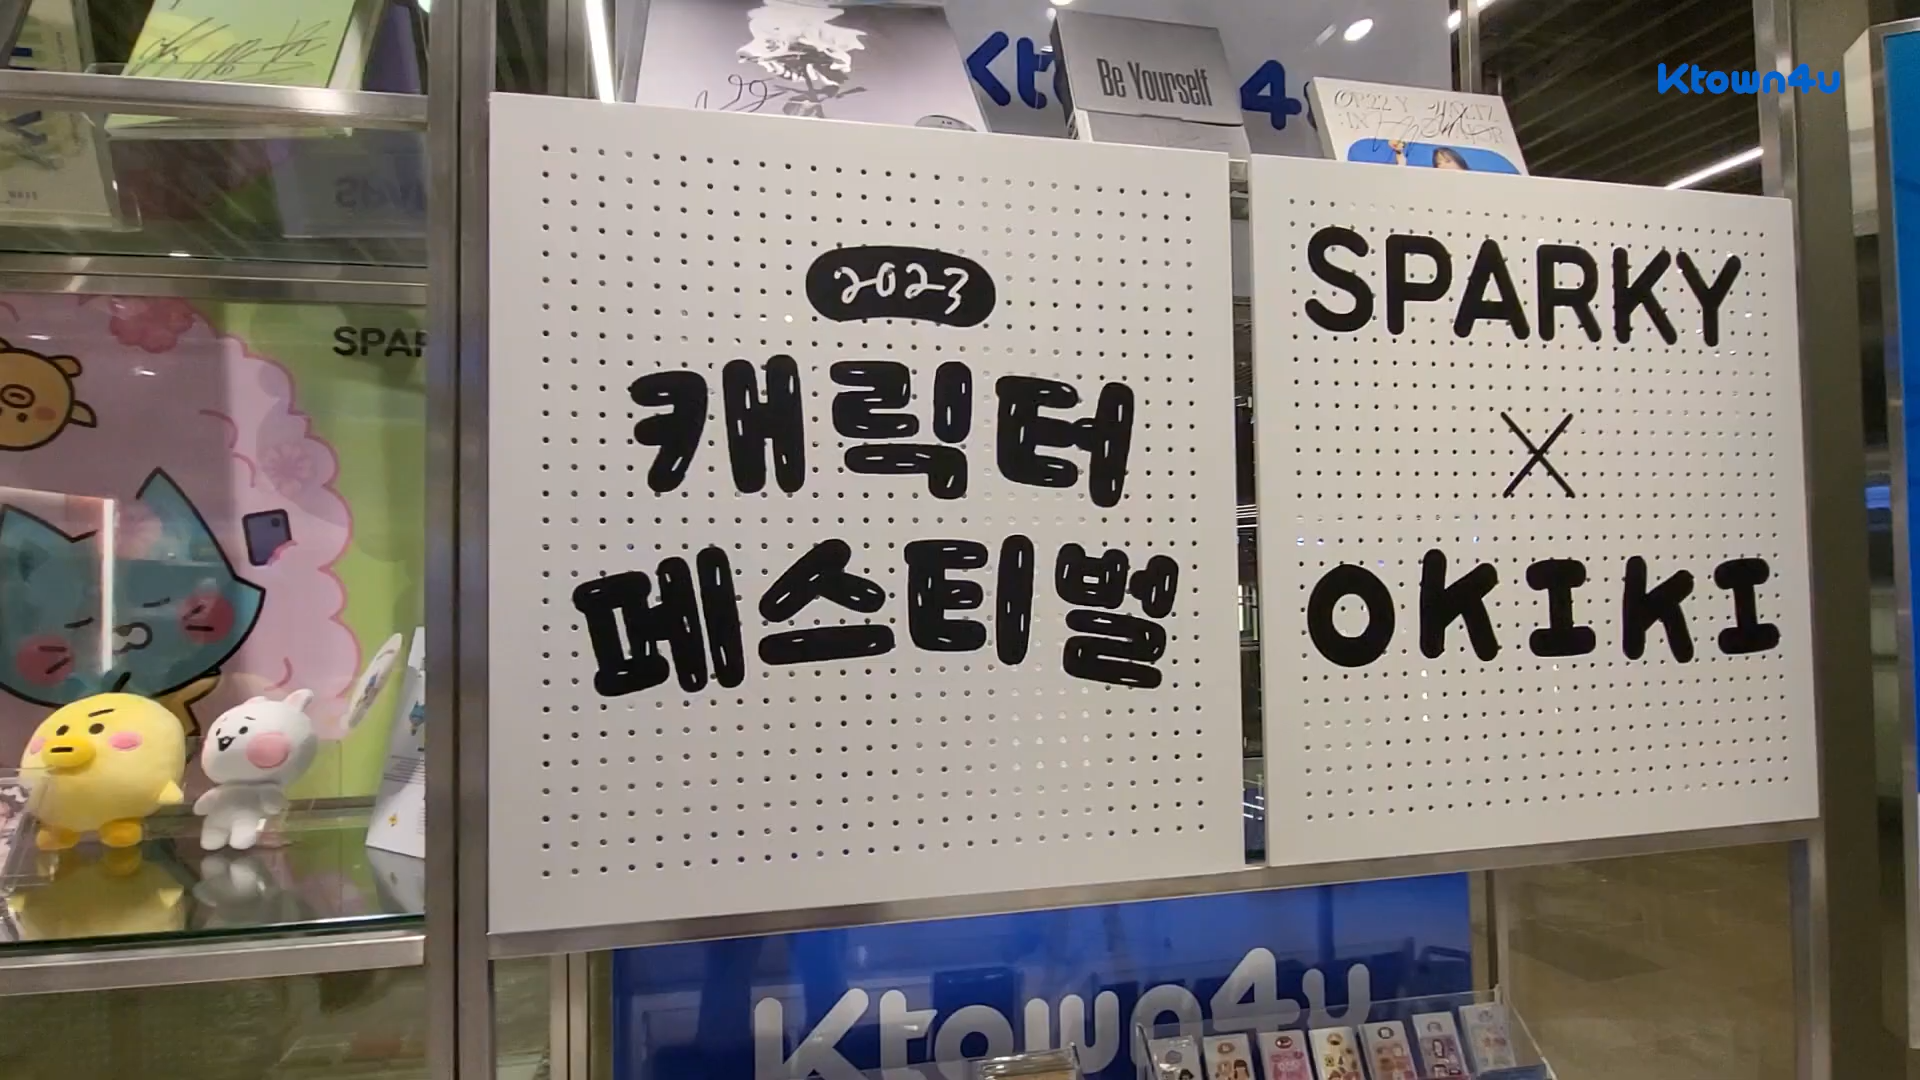 Ktown4u
Be Yourself
SPAR
2023
캐릭터
페스티벌
SPARKY
X
OKIKI
Ktown4u